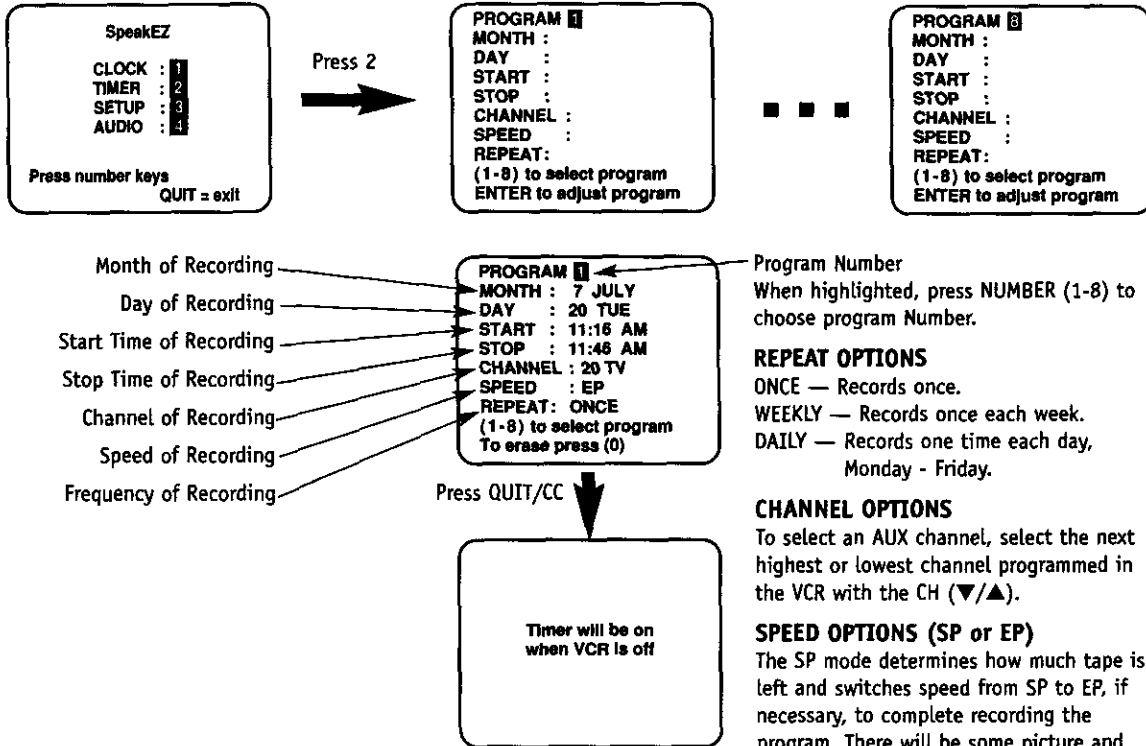 SpeakEZ
CLOCK : 1
TIMER : 2
SETUP : 3
AUDIO : 4
Press number keys
QUIT = exit
Press 2
PROGRAM 1
MONTH :
DAY :
START :
STOP :
CHANNEL :
SPEED :
REPEAT:
(1-8) to select program
ENTER to adjust program
PROGRAM 8
MONTH :
DAY :
START :
STOP :
CHANNEL :
SPEED :
REPEAT:
(1-8) to select program
ENTER to adjust program
Month of Recording
Day of Recording
Start Time of Recording
Stop Time of Recording
Channel of Recording
Speed of Recording
Frequency of Recording
PROGRAM 1
MONTH : 7 JULY
DAY : 20 TUE
START : 11:15 AM
STOP : 11:45 AM
CHANNEL : 20 TV
SPEED : EP
REPEAT: ONCE
(1-8) to select program
To erase press (0)
Press QUIT/CC
Timer will be on
when VCR is off
Program Number
When highlighted, press NUMBER (1-8) to
choose program Number.
REPEAT OPTIONS
ONCE — Records once.
WEEKLY — Records once each week.
DAILY — Records one time each day,
Monday - Friday.
CHANNEL OPTIONS
To select an AUX channel, select the next
highest or lowest channel programmed in
the VCR with the CH (▼/▲).
SPEED OPTIONS (SP or EP)
The SP mode determines how much tape is
left and switches speed from SP to EP, if
necessary, to complete recording the
program. There will be some picture and